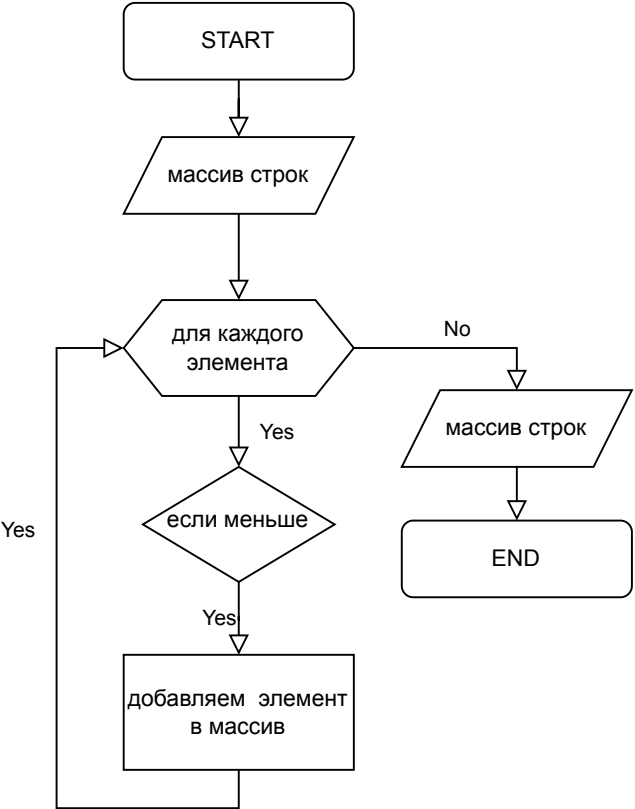 START
массив строк
для каждого
элемента
No
массив строк
Yes
если меньше
Yes
END
Yes
добавляем элемент
в массив